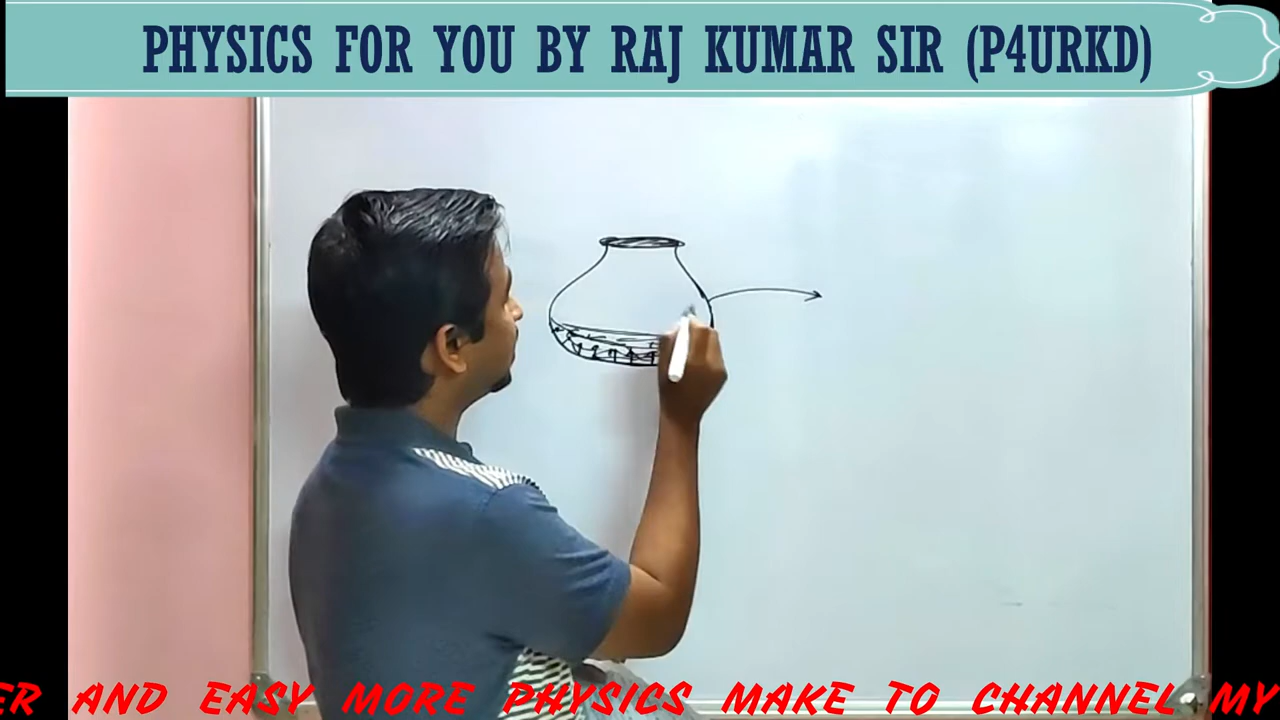 PHYSICS FOR YOU BY RAJ KUMAR SIR (P4URKD)
ER AND EASY MORE PHYSICS MAKE TO CHANNEL MY